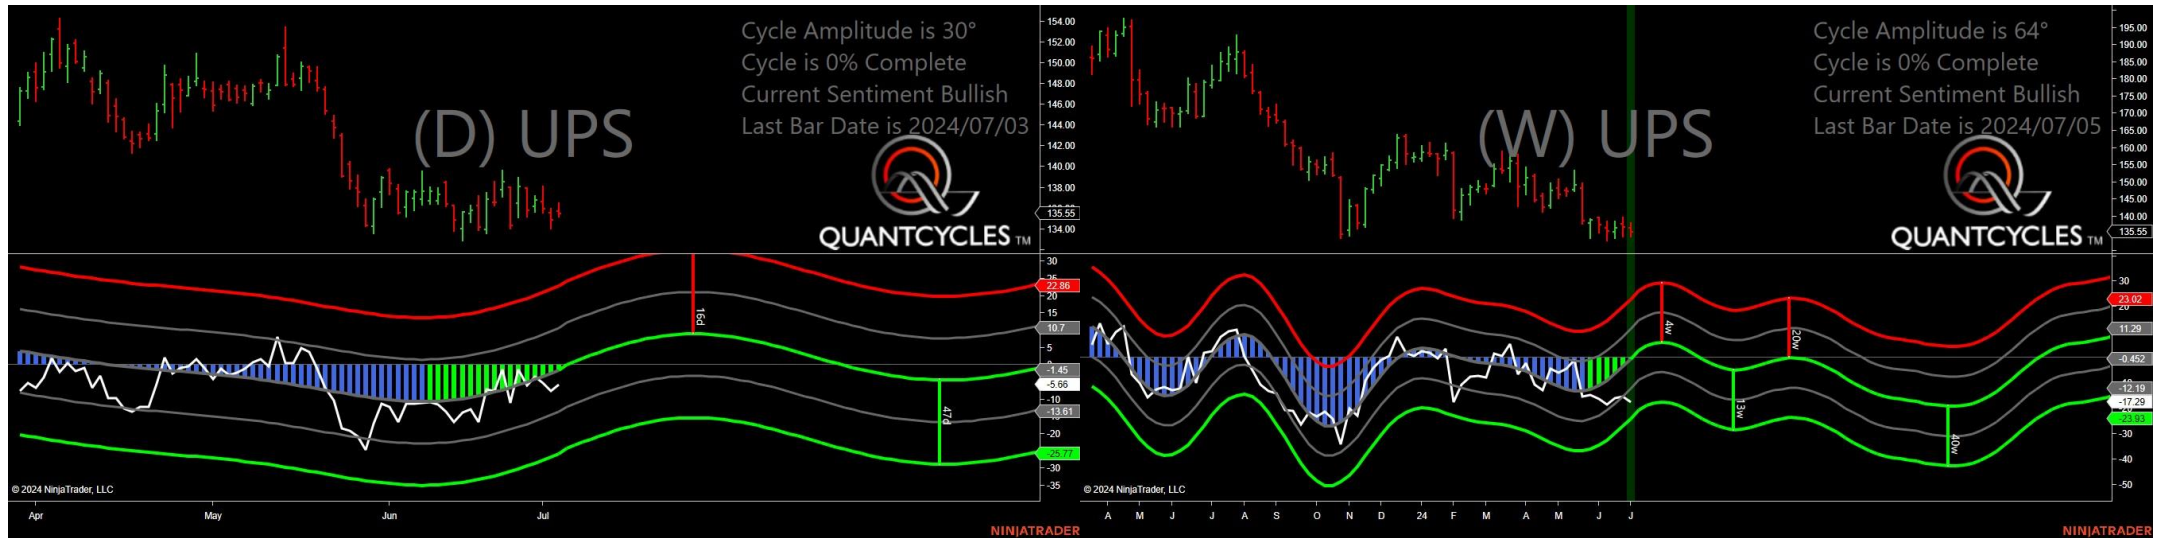 Cycle Amplitude is 30°
Cycle is 0% Complete
Current Sentiment Bullish
Last Bar Date is 2024/07/03
(D) UPS
QUANTCYCLES TM
154.00
152.00
150.00
148.00
146.00
144.00
142.00
140.00
138.00
135.55
134.00
30
25
22.86
20
15
10.7
5
0
-1.45
-5.66
-10
-13.61
-20
-25.77
-30
-35
16d
47d
© 2024 NinjaTrader, LLC
Apr May Jun Jul
NINJATRADER
Cycle Amplitude is 64°
Cycle is 0% Complete
Current Sentiment Bullish
Last Bar Date is 2024/07/05
(W) UPS
QUANTCYCLES TM
195.00
190.00
185.00
180.00
175.00
170.00
165.00
160.00
155.00
150.00
145.00
140.00
135.55
30
23.02
20
11.29
-0.452
-12.19
-17.29
-23.93
-30
-40
-50
4w
20w
13w
40w
© 2024 NinjaTrader, LLC
A M J J A S O N D 24 F M A M J J
NINJATRADER